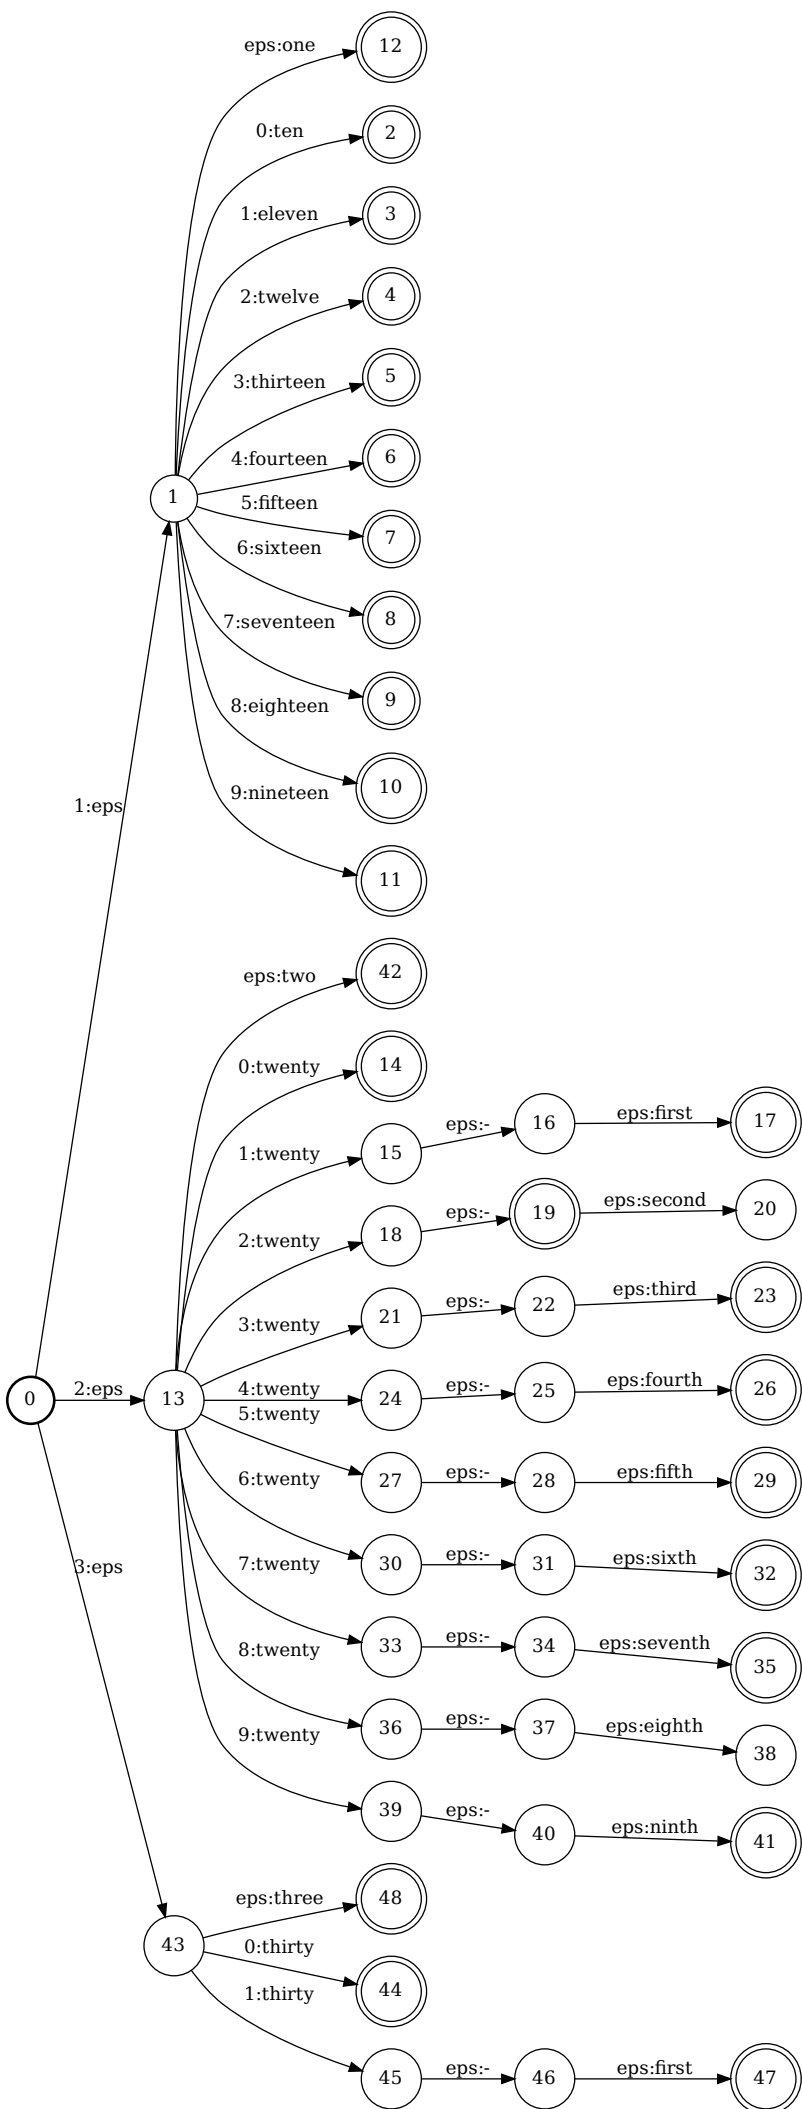 eps:one
12
0:ten
2
1:eleven
3
2:twelve
4
3:thirteen
5
4:fourteen
6
1
5:fifteen
7
6:sixteen
8
7:seventeen
9
8:eighteen
10
9:nineteen
1:eps
11
eps:two
42
0:twenty
14
1:twenty
15
eps:-
16
eps:first
17
2:twenty
18
eps:-
19
eps:second
20
3:twenty
21
eps:-
22
eps:third
23
0
2:eps
13
4:twenty
24
eps:-
25
eps:fourth
26
5:twenty
27
eps:-
28
eps:fifth
29
6:twenty
30
eps:-
31
eps:sixth
32
3:eps
7:twenty
33
eps:-
34
eps:seventh
35
8:twenty
36
eps:-
37
eps:eighth
38
9:twenty
39
eps:-
40
eps:ninth
41
43
eps:three
48
0:thirty
44
1:thirty
45
eps:-
46
eps:first
47